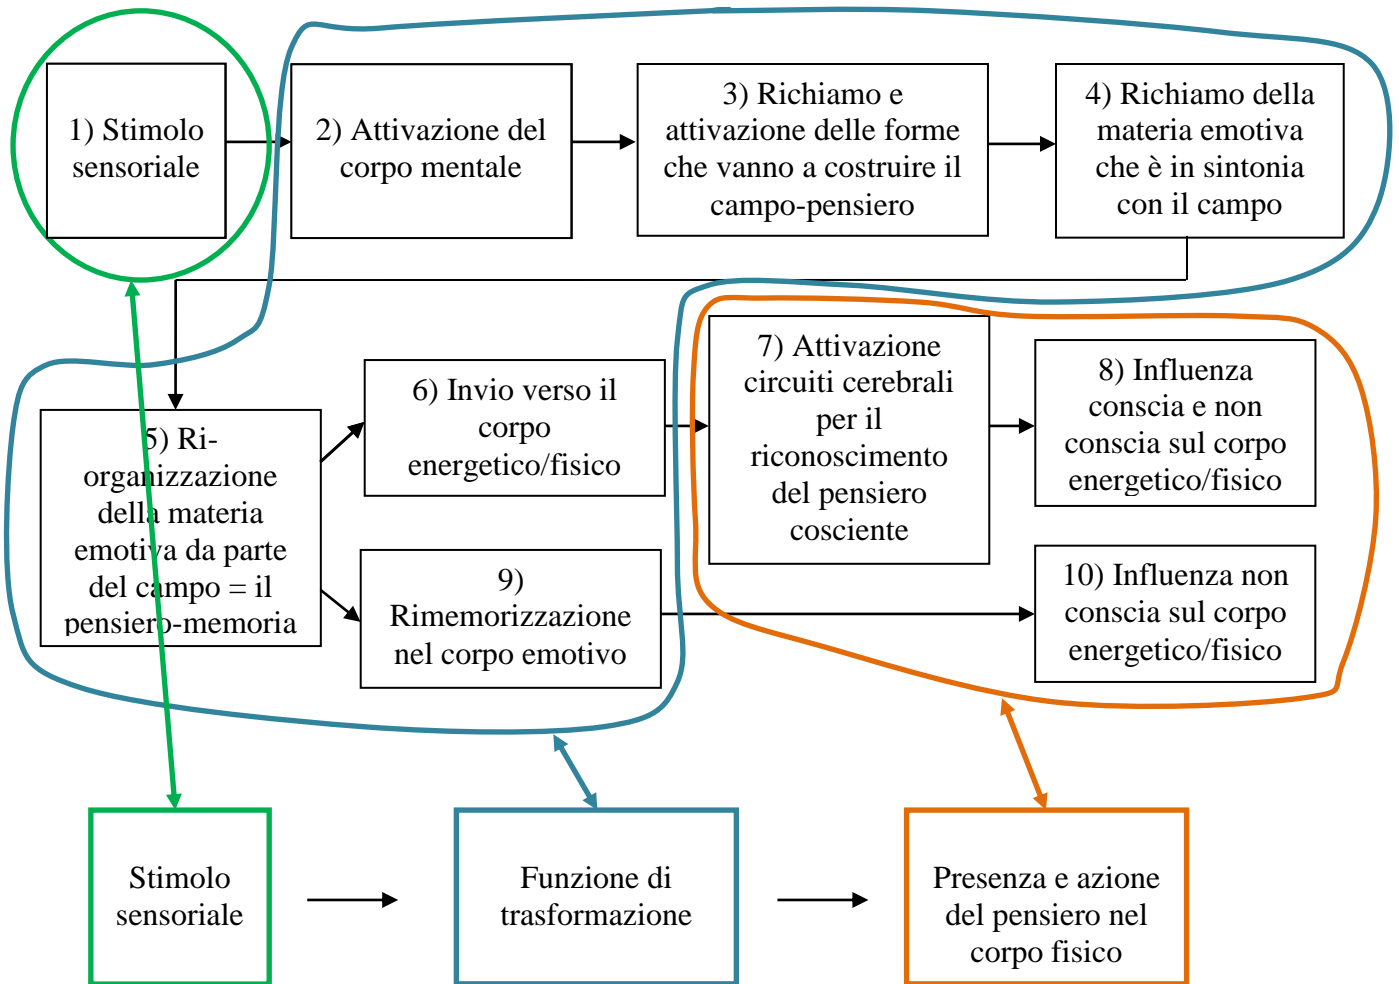 1) Stimolo
sensoriale
2) Attivazione del
corpo mentale
3) Richiamo e
attivazione delle forme
che vanno a costruire il
campo-pensiero
4) Richiamo della
materia emotiva
che è in sintonia
con il campo
5) Ri-
organizzazione
della materia
emotiva da parte
del campo = il
pensiero-memoria
6) Invio verso il
corpo
energetico/fisico
7) Attivazione
circuiti cerebrali
per il
riconoscimento
del pensiero
cosciente
8) Influenza
conscia e non
conscia sul corpo
energetico/fisico
9)
Rimemorizzazione
nel corpo emotivo
10) Influenza non
conscia sul corpo
energetico/fisico
Stimolo
sensoriale
Funzione di
trasformazione
Presenza e azione
del pensiero nel
corpo fisico